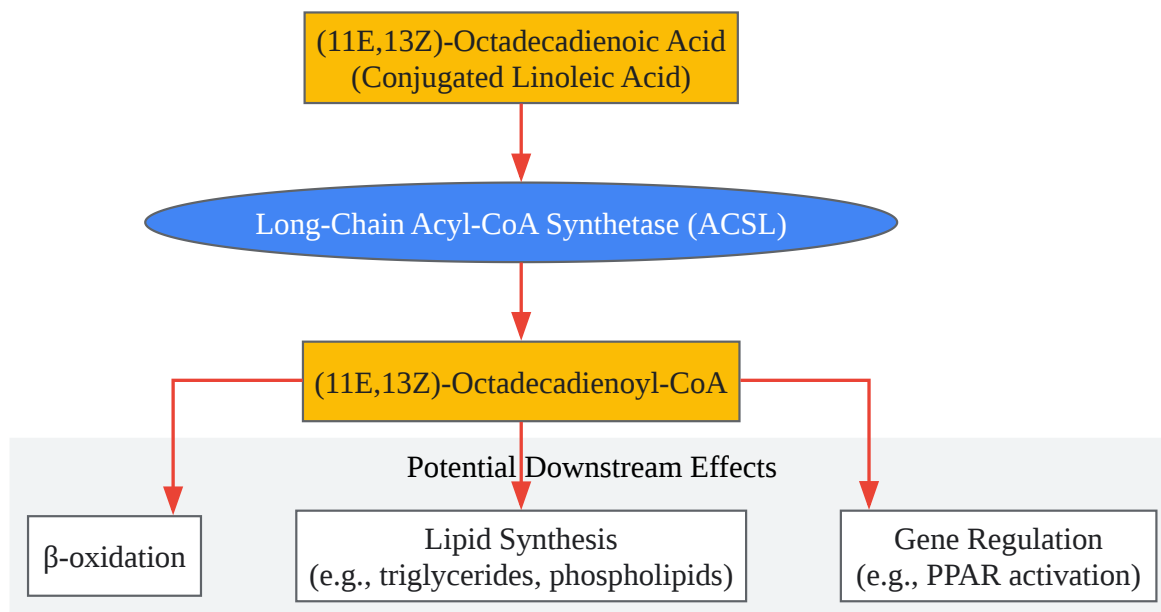 (11E,13Z)-Octadecadienoic Acid
(Conjugated Linoleic Acid)
Long-Chain Acyl-CoA Synthetase (ACSL)
(11E,13Z)-Octadecadienoyl-CoA
Potential Downstream Effects
β-oxidation
Lipid Synthesis
(e.g., triglycerides, phospholipids)
Gene Regulation
(e.g., PPAR activation)